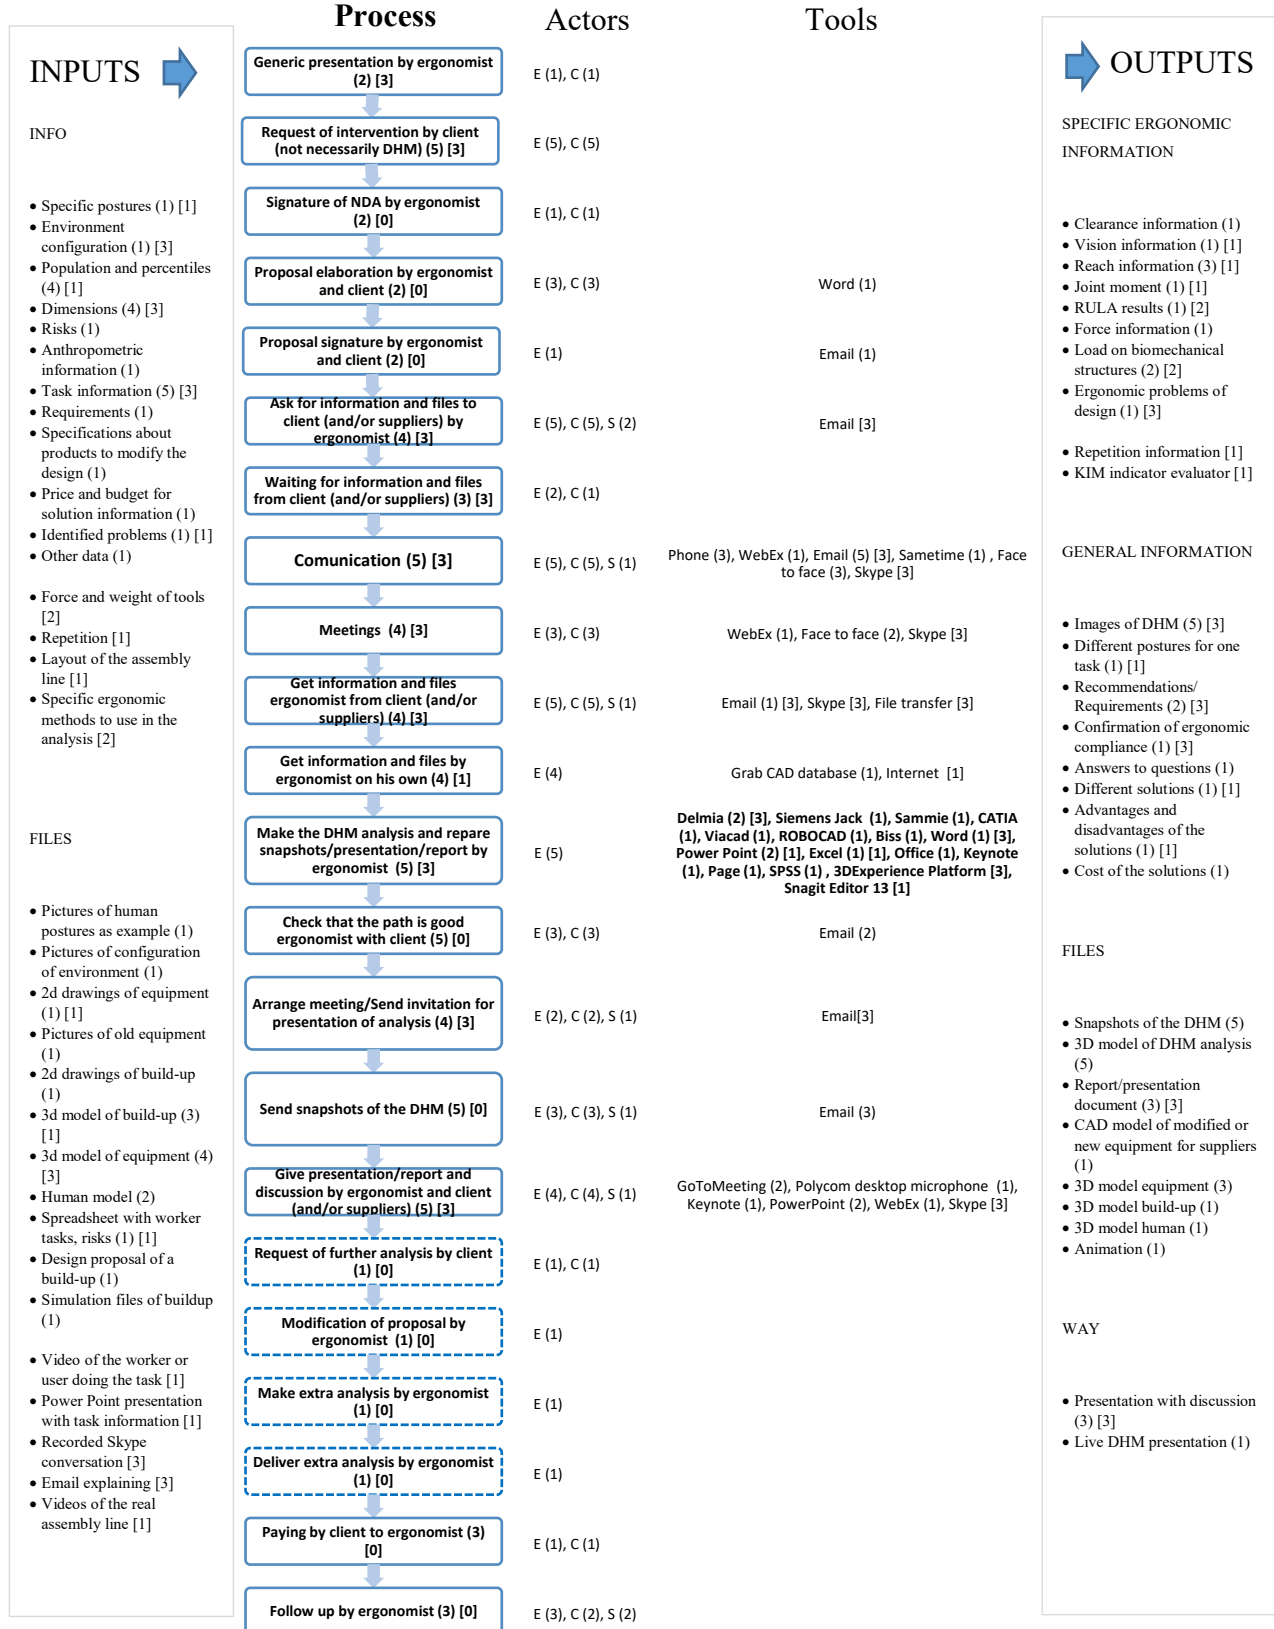 Process
Actors
Tools
INPUTS
INFO
• Specific postures (1) [1]
• Environment
configuration (1) [3]
• Population and percentiles
(4) [1]
• Dimensions (4) [3]
• Risks (1)
• Anthropometric
information (1)
• Task information (5) [3]
• Requirements (1)
• Specifications about
products to modify the
design (1)
• Price and budget for
solution information (1)
• Identified problems (1) [1]
• Other data (1)
• Force and weight of tools
[2]
• Repetition [1]
• Layout of the assembly
line [1]
• Specific ergonomic
methods to use in the
analysis [2]
FILES
• Pictures of human
postures as example (1)
• Pictures of configuration
of environment (1)
• 2d drawings of equipment
(1) [1]
• Pictures of old equipment
(1)
• 2d drawings of build-up
(1)
• 3d model of build-up (3)
[1]
• 3d model of equipment (4)
[3]
• Human model (2)
• Spreadsheet with worker
tasks, risks (1) [1]
• Design proposal of a
build-up (1)
• Simulation files of buildup
(1)
• Video of the worker or
user doing the task [1]
• Power Point presentation
with task information [1]
• Recorded Skype
conversation [3]
• Email explaining [3]
• Videos of the real
assembly line [1]
Generic presentation by ergonomist
(2) [3]
E (1), C (1)
Request of intervention by client
(not necessarily DHM) (5) [3]
E (5), C (5)
Signature of NDA by ergonomist
(2) [0]
E (1), C (1)
Proposal elaboration by ergonomist
and client (2) [0]
E (3), C (3)
Word (1)
Proposal signature by ergonomist
and client (2) [0]
E (1)
Email (1)
Ask for information and files to
client (and/or suppliers) by
ergonomist (4) [3]
E (5), C (5), S (2)
Email [3]
Waiting for information and files
from client (and/or suppliers) (3) [3]
E (2), C (1)
Comunication (5) [3]
E (5), C (5), S (1)
Phone (3), WebEx (1), Email (5) [3], Sametime (1) , Face
to face (3), Skype [3]
Meetings (4) [3]
E (3), C (3)
WebEx (1), Face to face (2), Skype [3]
Get information and files
ergonomist from client (and/or
suppliers) (4) [3]
E (5), C (5), S (1)
Email (1) [3], Skype [3], File transfer [3]
Get information and files by
ergonomist on his own (4) [1]
E (4)
Grab CAD database (1), Internet [1]
Make the DHM analysis and repare
snapshots/presentation/report by
ergonomist (5) [3]
E (5)
Delmia (2) [3], Siemens Jack (1), Sammie (1), CATIA
(1), Viacad (1), ROBOCAD (1), Biss (1), Word (1) [3],
Power Point (2) [1], Excel (1) [1], Office (1), Keynote
(1), Page (1), SPSS (1) , 3DExperience Platform [3],
Snagit Editor 13 [1]
Check that the path is good
ergonomist with client (5) [0]
E (3), C (3)
Email (2)
Arrange meeting/Send invitation for
presentation of analysis (4) [3]
E (2), C (2), S (1)
Email[3]
Send snapshots of the DHM (5) [0]
E (3), C (3), S (1)
Email (3)
Give presentation/report and
discussion by ergonomist and client
(and/or suppliers) (5) [3]
E (4), C (4), S (1)
GoToMeeting (2), Polycom desktop microphone (1),
Keynote (1), PowerPoint (2), WebEx (1), Skype [3]
Request of further analysis by client
(1) [0]
E (1), C (1)
Modification of proposal by
ergonomist (1) [0]
E (1)
Make extra analysis by ergonomist
(1) [0]
E (1)
Deliver extra analysis by ergonomist
(1) [0]
E (1)
Paying by client to ergonomist (3)
[0]
E (1), C (1)
Follow up by ergonomist (3) [0]
E (3), C (2), S (2)
OUTPUTS
SPECIFIC ERGONOMIC
INFORMATION
• Clearance information (1)
• Vision information (1) [1]
• Reach information (3) [1]
• Joint moment (1) [1]
• RULA results (1) [2]
• Force information (1)
• Load on biomechanical
structures (2) [2]
• Ergonomic problems of
design (1) [3]
• Repetition information [1]
• KIM indicator evaluator [1]
GENERAL INFORMATION
• Images of DHM (5) [3]
• Different postures for one
task (1) [1]
• Recommendations/
Requirements (2) [3]
• Confirmation of ergonomic
compliance (1) [3]
• Answers to questions (1)
• Different solutions (1) [1]
• Advantages and
disadvantages of the
solutions (1) [1]
• Cost of the solutions (1)
FILES
• Snapshots of the DHM (5)
• 3D model of DHM analysis
(5)
• Report/presentation
document (3) [3]
• CAD model of modified or
new equipment for suppliers
(1)
• 3D model equipment (3)
• 3D model build-up (1)
• 3D model human (1)
• Animation (1)
WAY
• Presentation with discussion
(3) [3]
• Live DHM presentation (1)